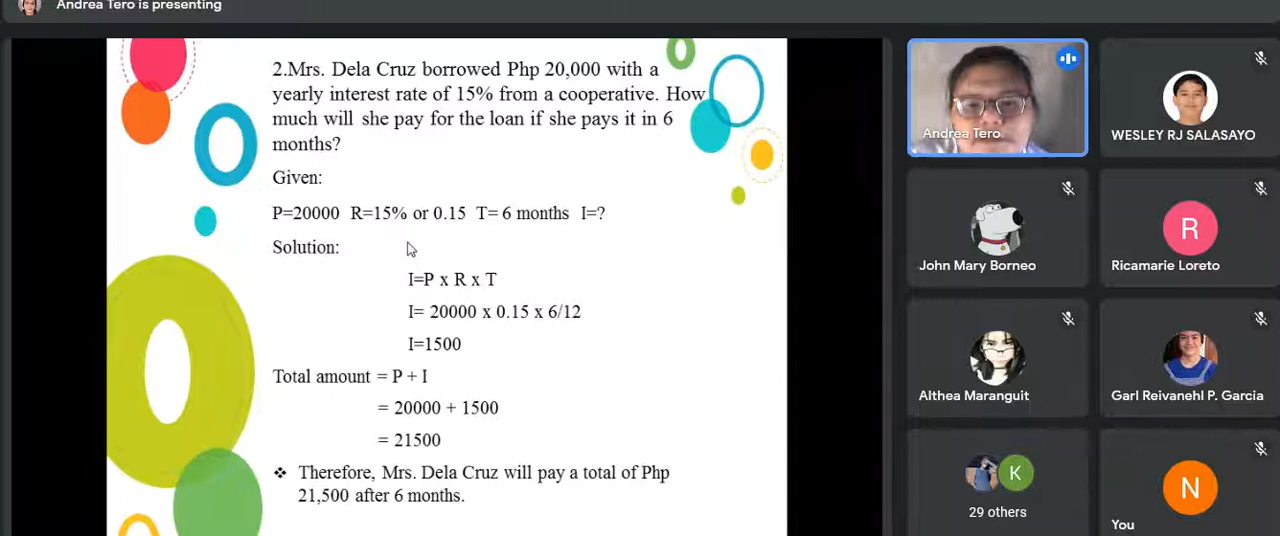 Andrea Tero is presenting
2.Mrs. Dela Cruz borrowed Php 20,000 with a
yearly interest rate of 15% from a cooperative. How
much will she pay for the loan if she pays it in 6
months?
Given:
P=20000 R=15% or 0.15 T= 6 months I=?
Solution:
I=P x R x T
I= 20000 x 0.15 x 6/12
I=1500
Total amount = P + I
= 20000 + 1500
= 21500
❖ Therefore, Mrs. Dela Cruz will pay a total of Php
21,500 after 6 months.
Andrea Tero
WESLEY RJ SALASAYO
John Mary Borneo
R
Ricamarie Loreto
Althea Maranguit
Garl Reivanehl P. Garcia
K
29 others
N
You